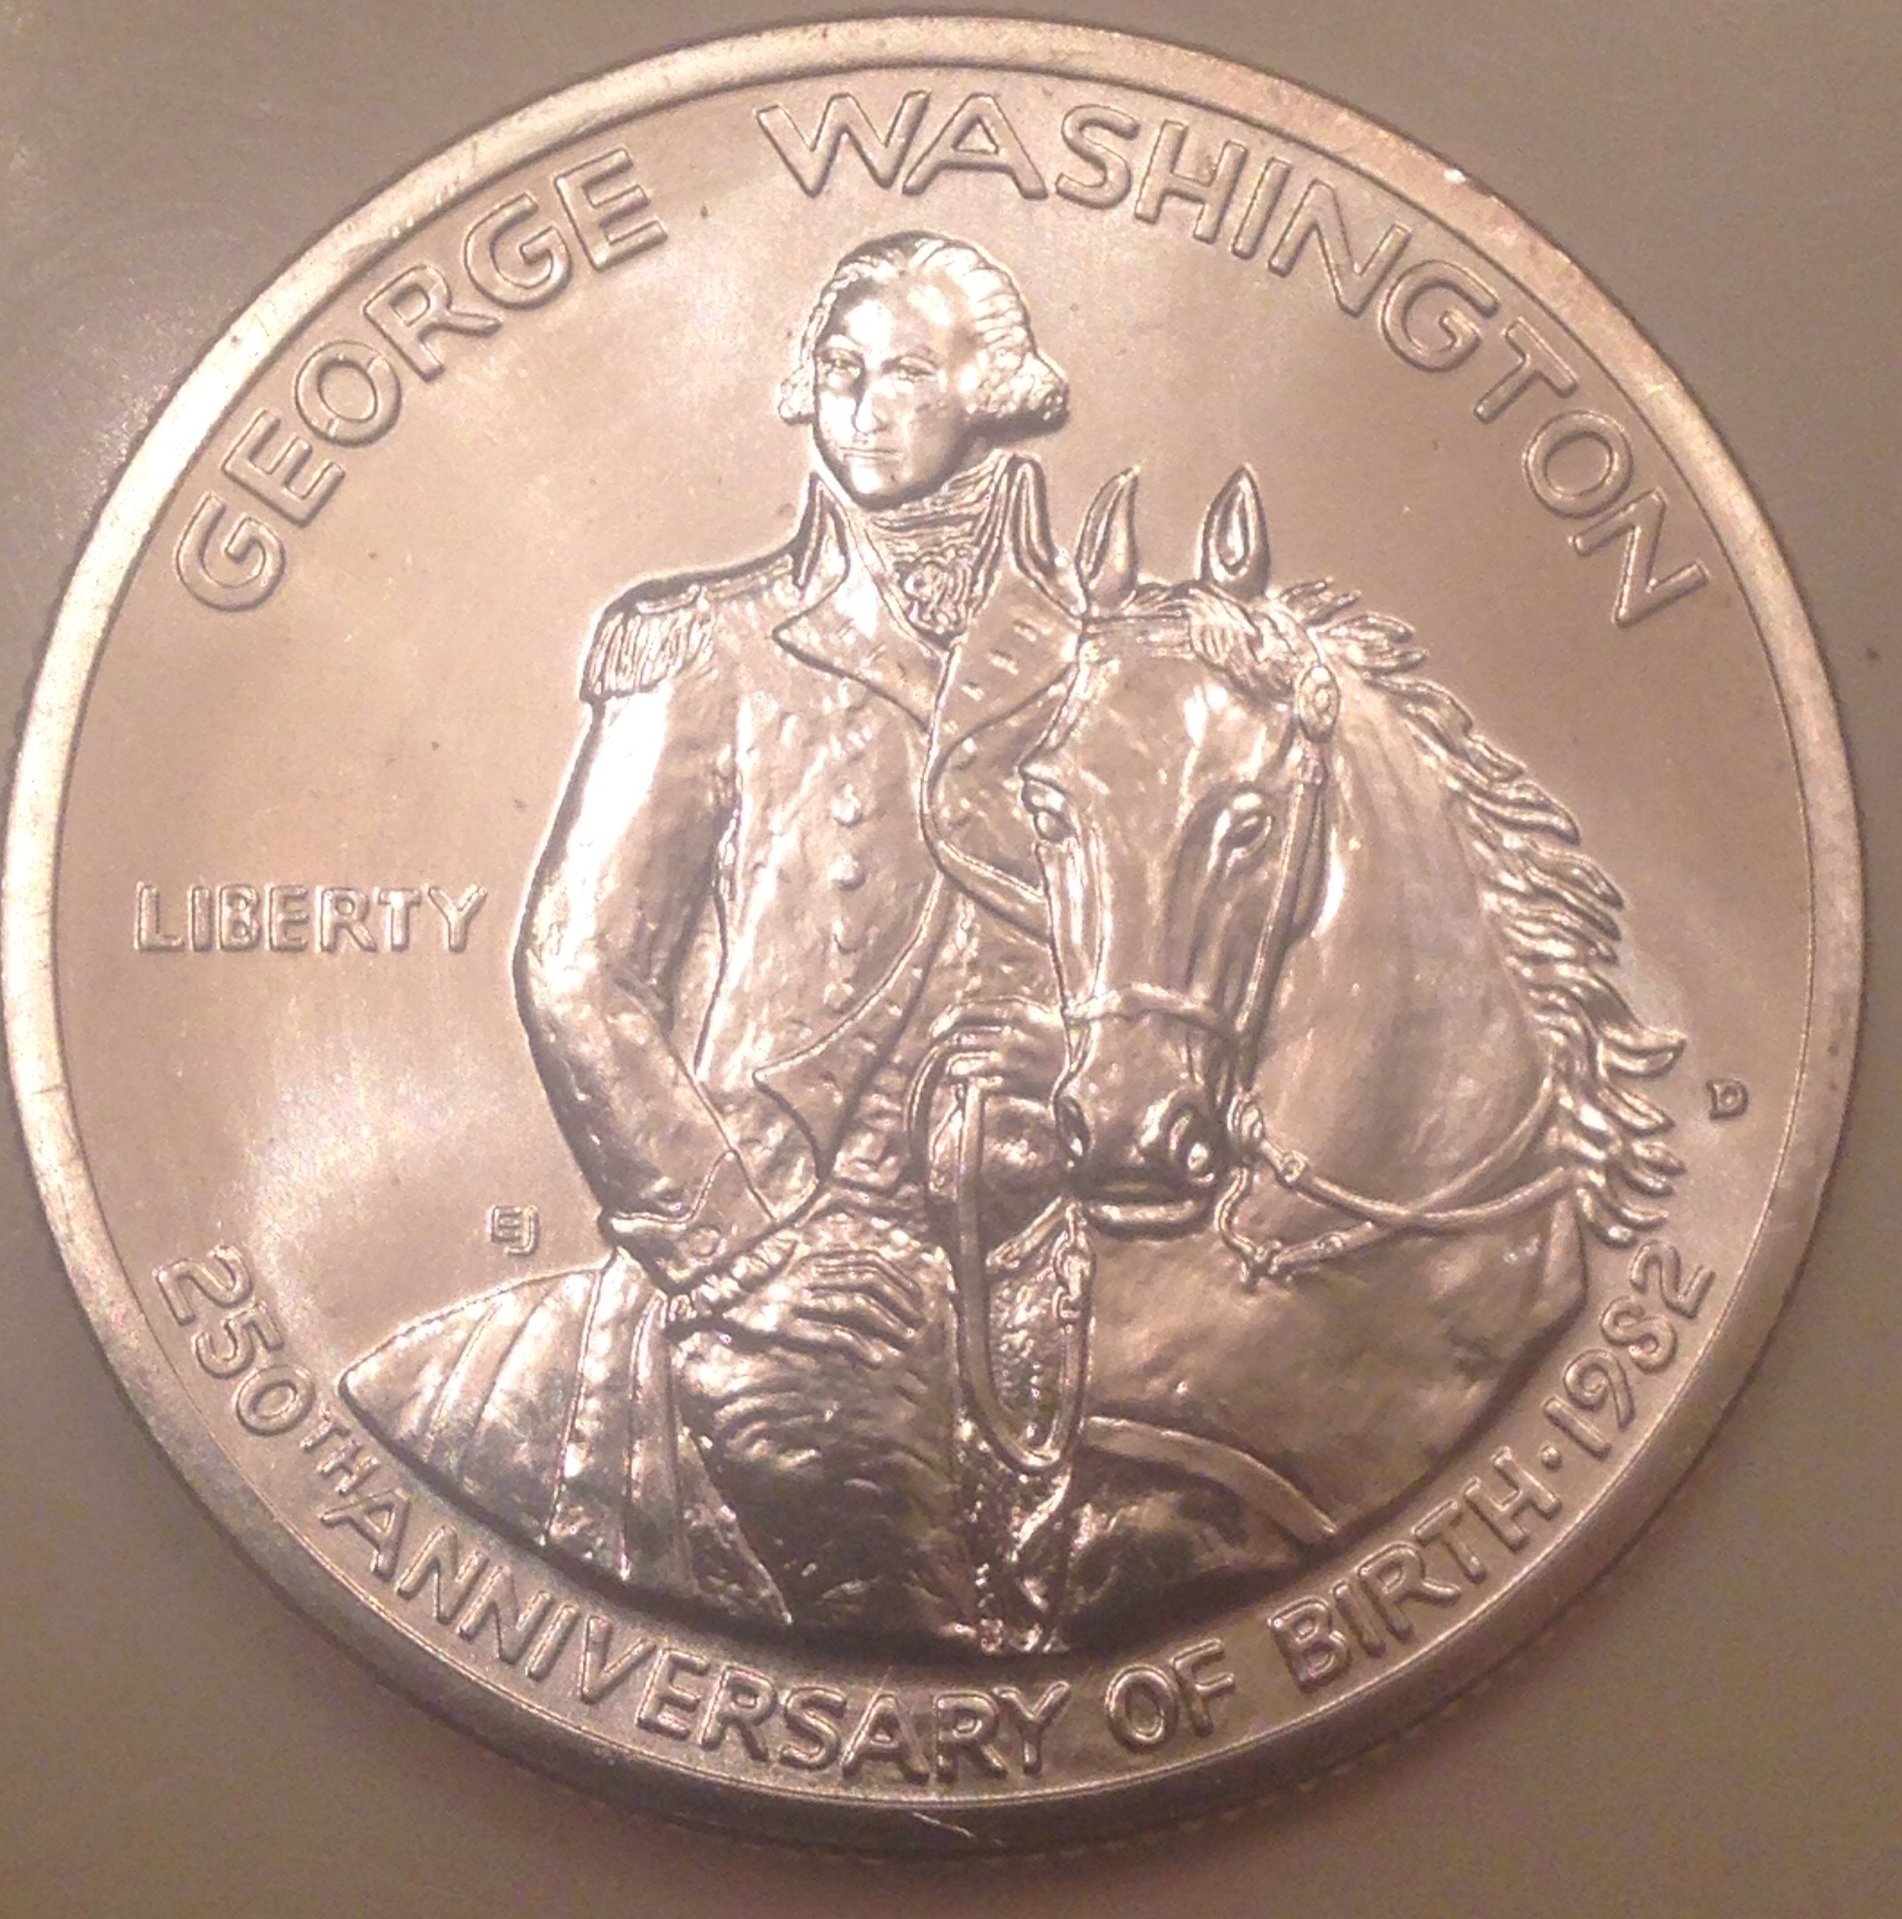 GEORGE WASHINGTON
LIBERTY
D
EJ
250TH ANNIVERSARY OF BIRTH · 1982